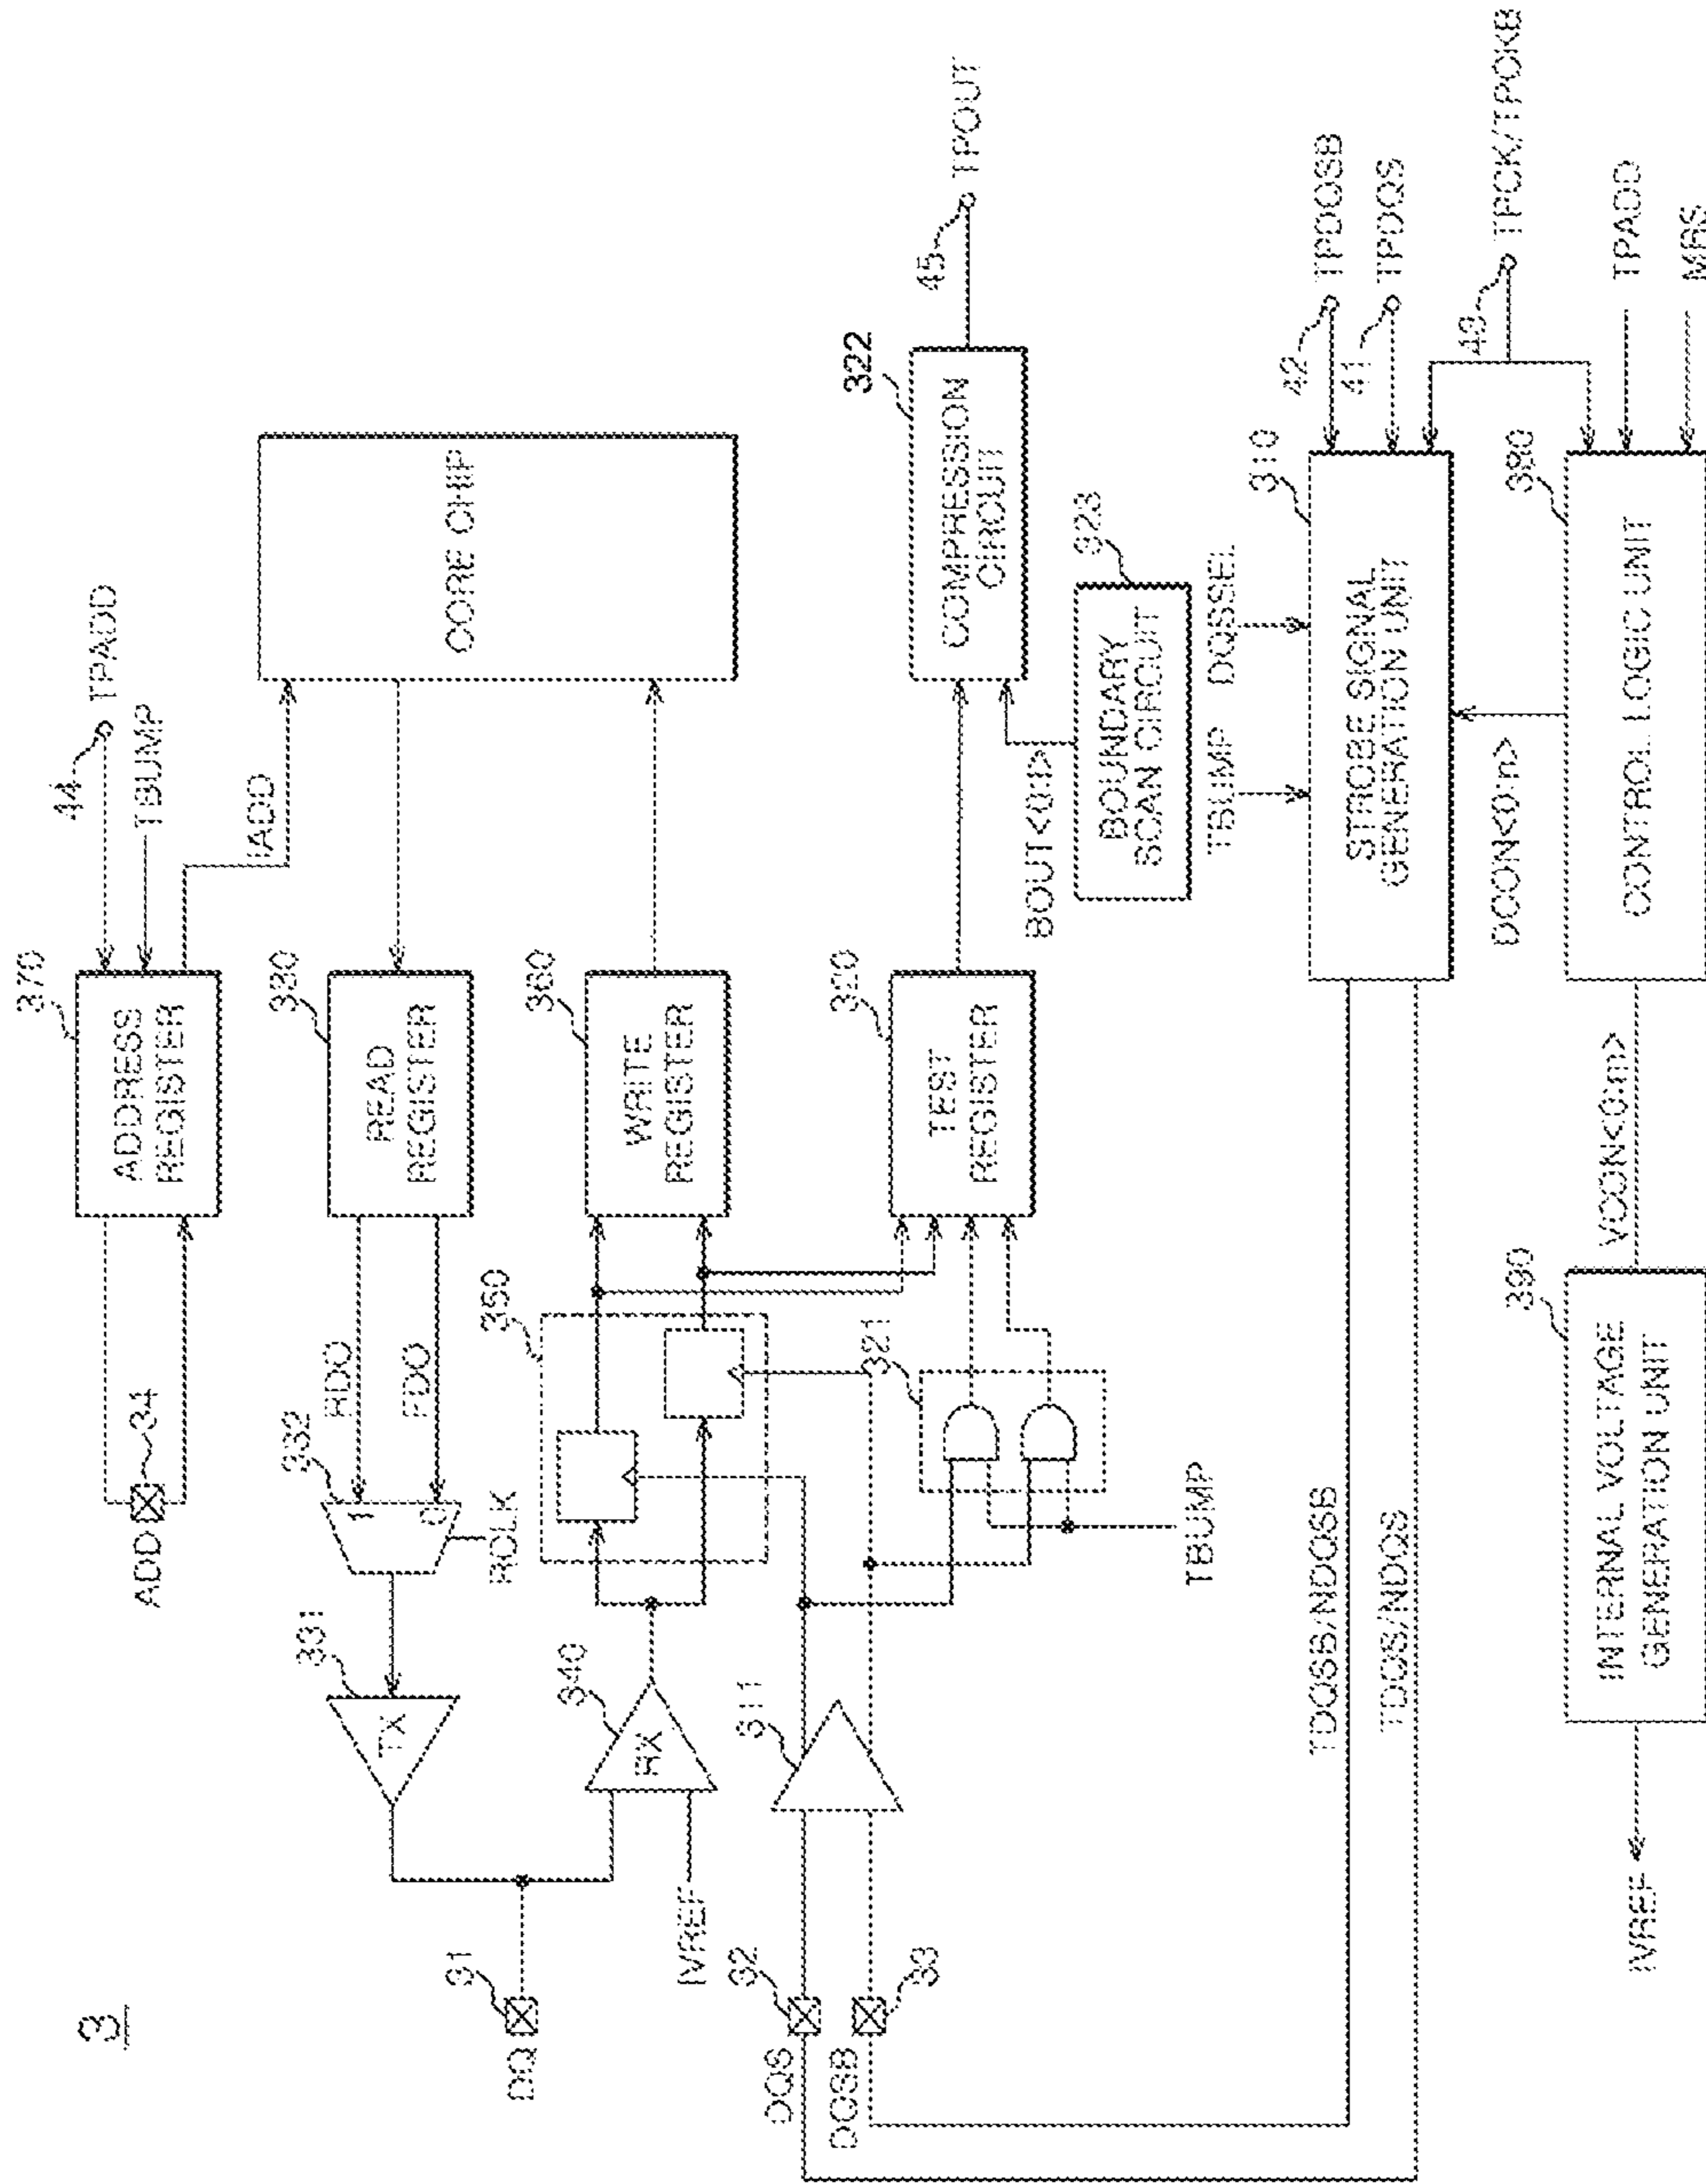 3
ADD
34
370
ADDRESS
REGISTER
44
TPADD
TBUMP
IADD
331
TX
332
1
0
RCLK
RDO
FDO
READ
REGISTER
CORE CHIP
DQ
31
340
RX
IVREF
350
360
WRITE
REGISTER
DQS
32
DQSB
33
311
321
TBUMP
320
TEST
REGISTER
322
COMPRESSION
CIRCUIT
45
TPOUT
BOUT<0:l>
323
BOUNDARY
SCAN CIRCUIT
TBUMP
DQSSEL
TDQSB/NDQSB
TDQS/NDQS
310
STROBE SIGNAL
GENERATION UNIT
42
TPDQSB
41
TPDQS
43
TPCK/TPCKB
DCON<0:n>
IVREF
390
INTERNAL VOLTAGE
GENERATION UNIT
VCON<0:m>
CONTROL LOGIC UNIT
TPADD
MRS